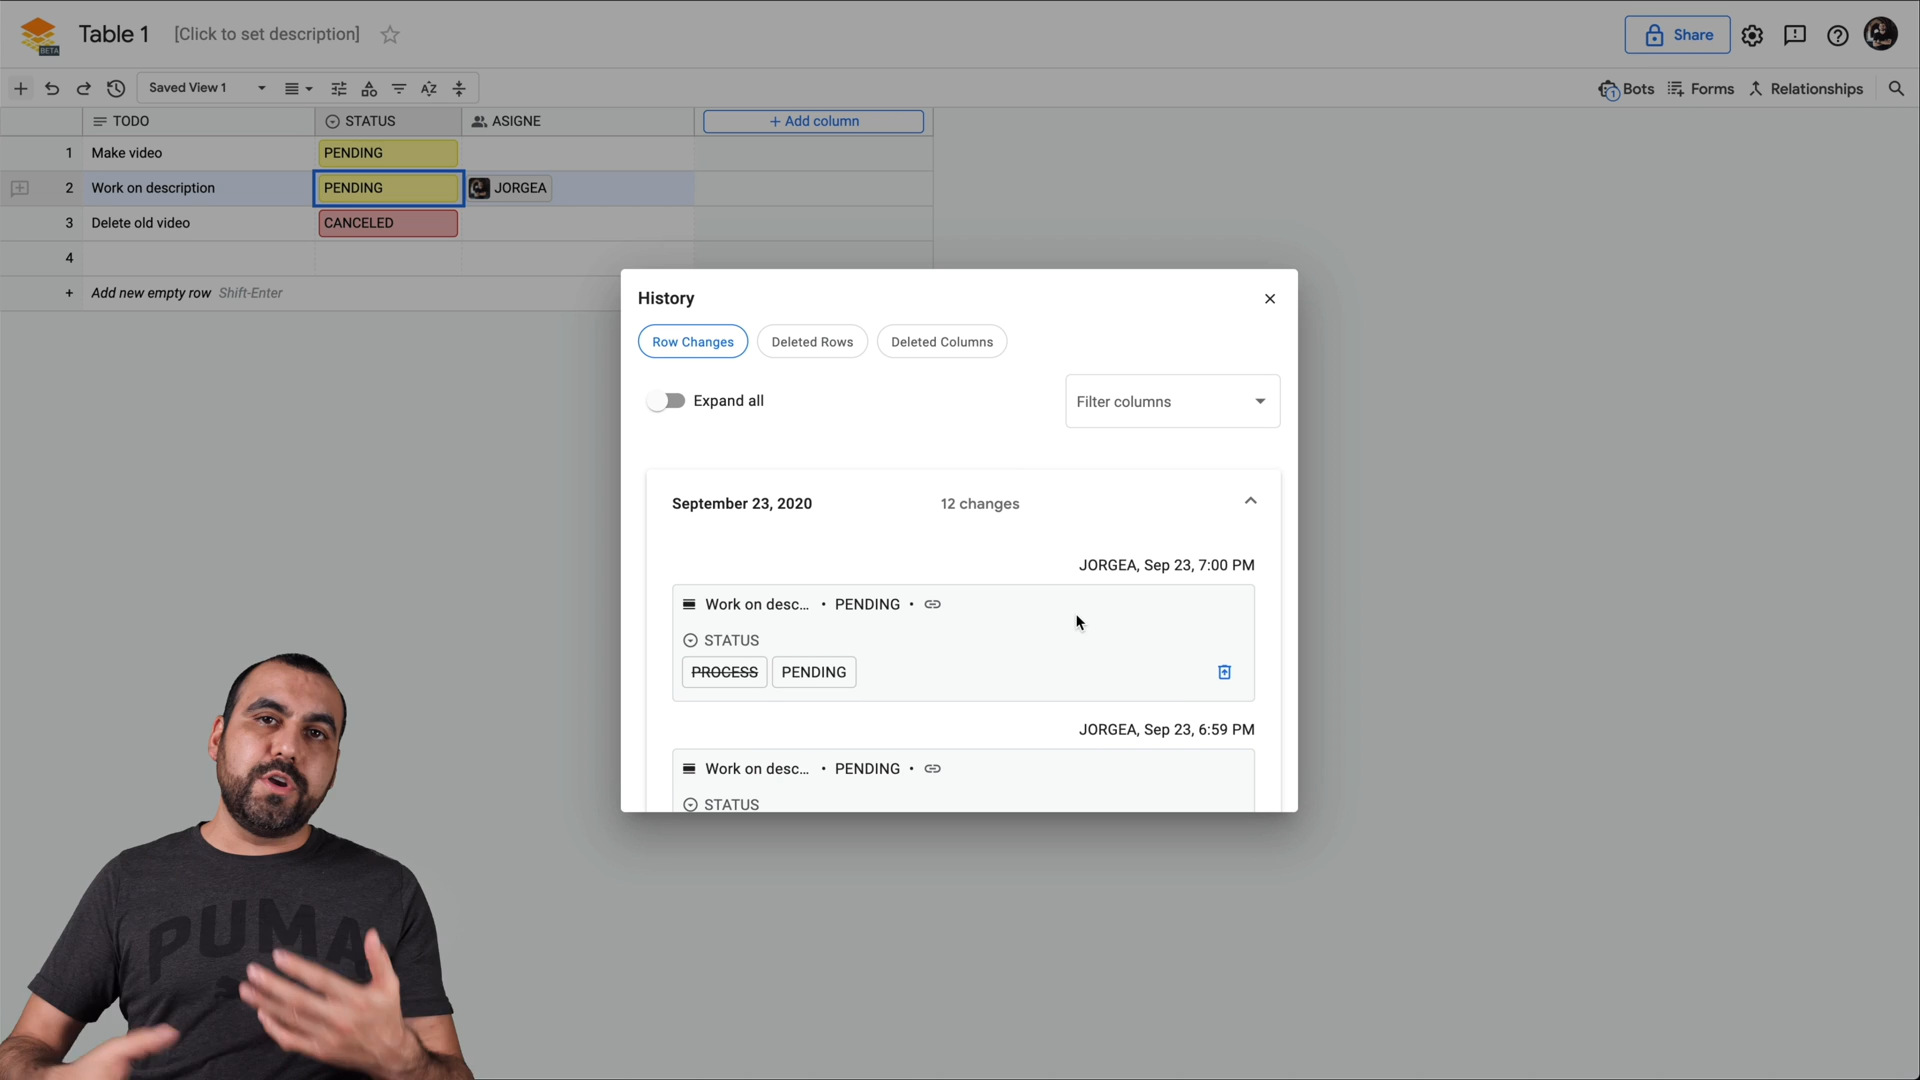 BETA
Table 1 [Click to set description]
Share
Saved View 1
1
Bots Forms Relationships
TODO STATUS ASIGNE + Add column
1 Make video PENDING
2 Work on description PENDING JORGEA
3 Delete old video CANCELED
4
+ Add new empty row Shift-Enter
History
Row Changes Deleted Rows Deleted Columns
Expand all Filter columns
September 23, 2020 12 changes
JORGEA, Sep 23, 7:00 PM
Work on desc... • PENDING •
STATUS
PROCESS PENDING
JORGEA, Sep 23, 6:59 PM
Work on desc... • PENDING •
STATUS
PUMA